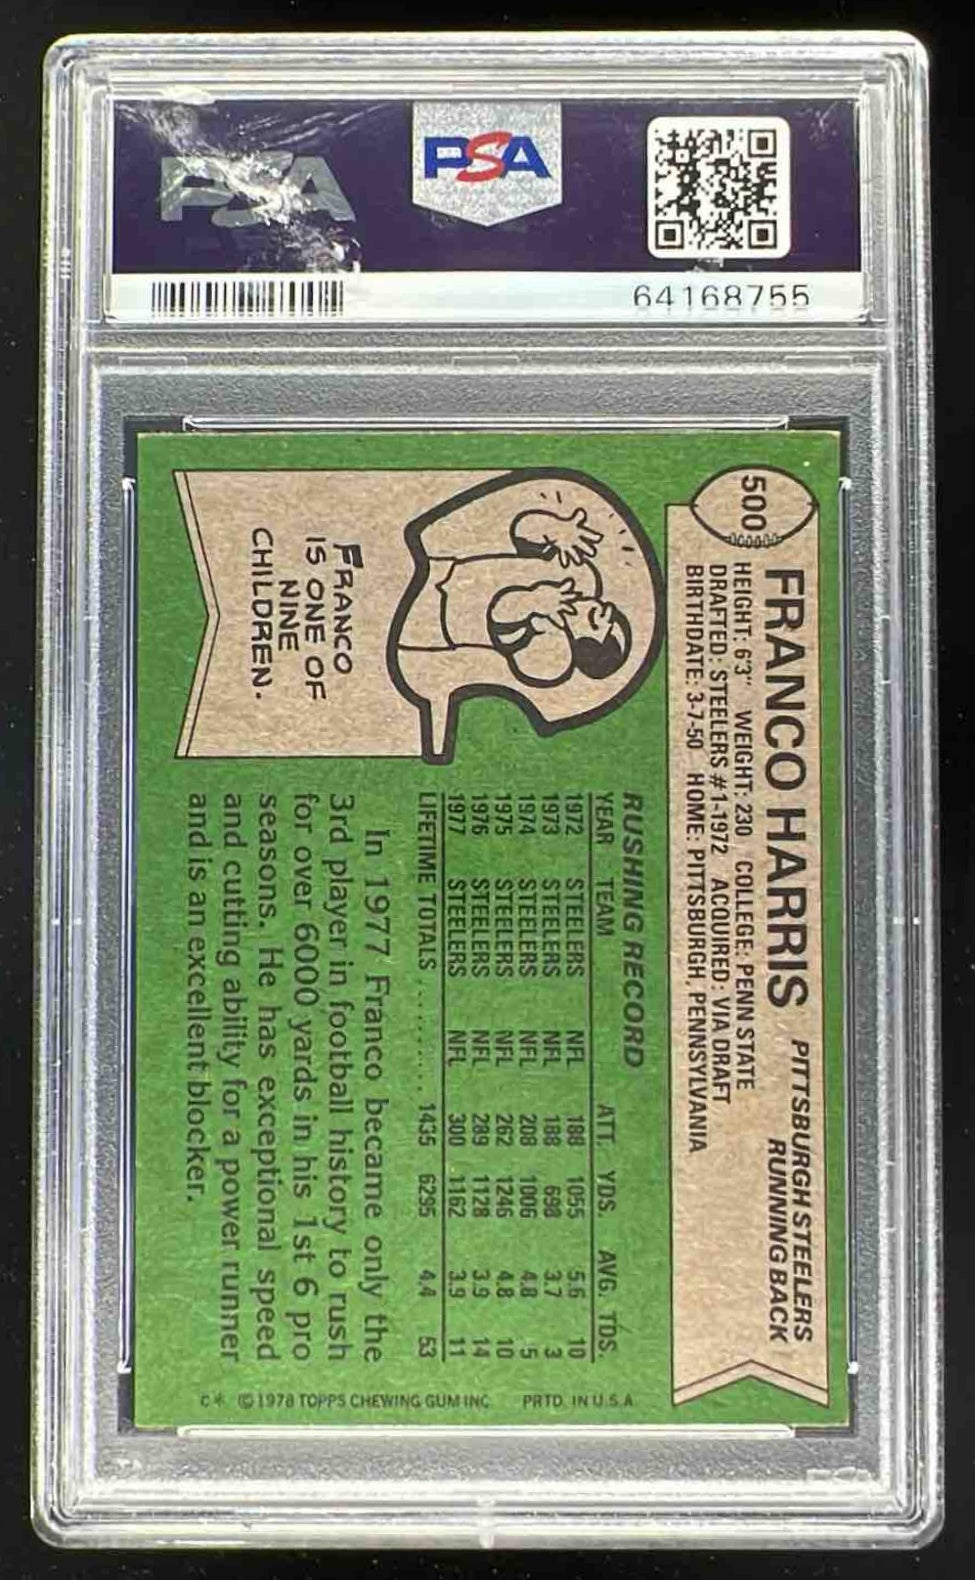 PSA
PSA
64168755
500
FRANCO HARRIS
PITTSBURGH STEELERS
RUNNING BACK
HEIGHT: 6'3" WEIGHT: 230 COLLEGE: PENN STATE
DRAFTED: STEELERS #1-1972 ACQUIRED: VIA DRAFT
BIRTHDATE: 3-7-50 HOME: PITTSBURGH, PENNSYLVANIA
FRANCO
IS ONE OF
NINE
CHILDREN.
RUSHING RECORD
YEAR TEAM ATT. YDS. AVG. TDS.
1972 STEELERS NFL 188 1055 5.6 10
1973 STEELERS NFL 188 698 3.7 3
1974 STEELERS NFL 208 1006 4.8 5
1975 STEELERS NFL 262 1246 4.8 10
1976 STEELERS NFL 289 1128 3.9 14
1977 STEELERS NFL 300 1162 3.9 11
LIFETIME TOTALS .......... 1435 6295 4.4 53
In 1977 Franco became only the
3rd player in football history to rush
for over 6000 yards in his 1st 6 pro
seasons. He has exceptional speed
and cutting ability for a power runner
and is an excellent blocker.
C* © 1978 TOPPS CHEWING GUM INC. PRTD. IN U.S.A.